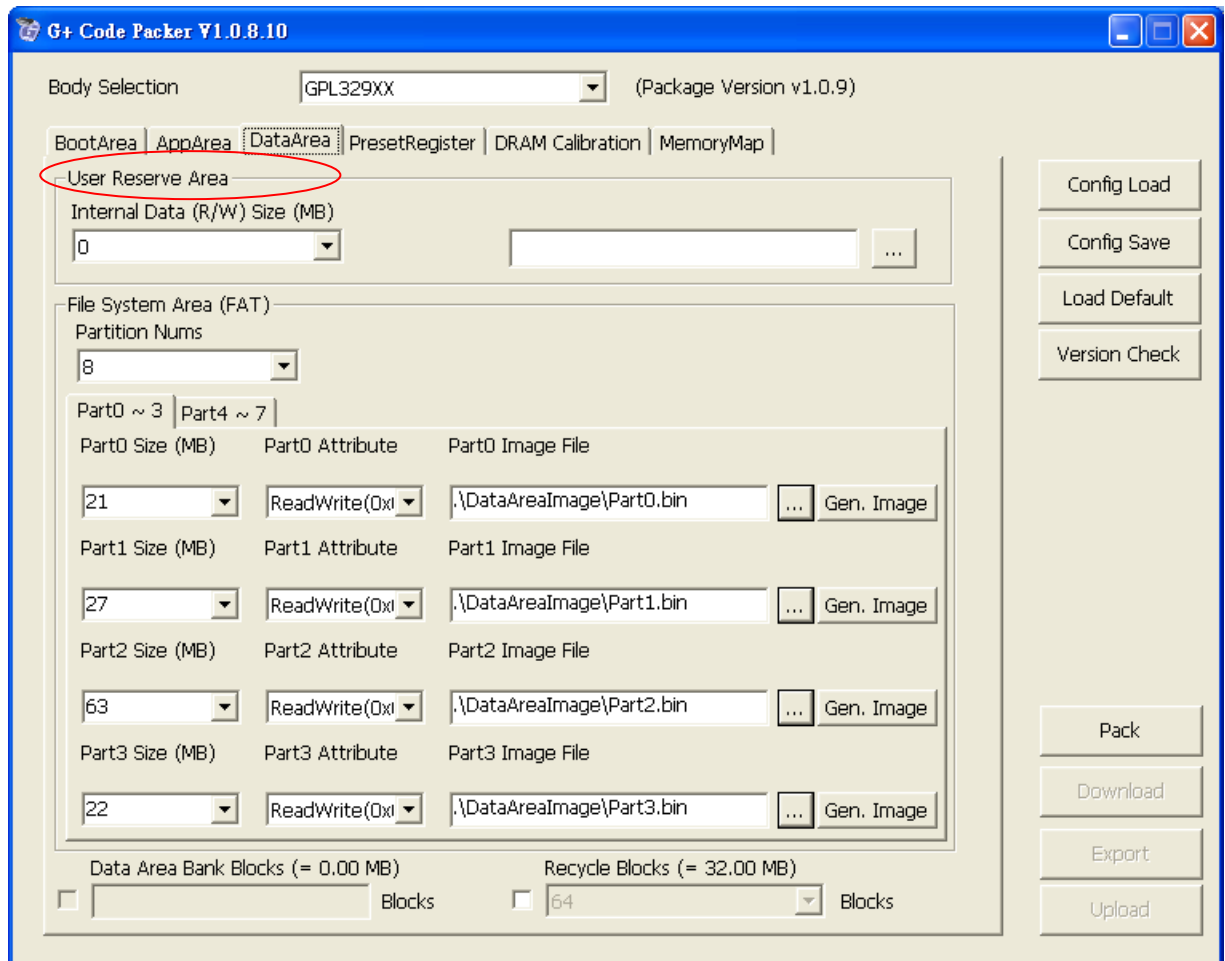 G+ Code Packer V1.0.8.10
Body Selection GPL329XX (Package Version v1.0.9)
BootArea AppArea DataArea PresetRegister DRAM Calibration MemoryMap
User Reserve Area
Internal Data (R/W) Size (MB)
0 ...
File System Area (FAT)
Partition Nums
8
Part0 ~ 3 Part4 ~ 7
Part0 Size (MB) Part0 Attribute Part0 Image File
21 ReadWrite(0x .\DataAreaImage\Part0.bin ... Gen. Image
Part1 Size (MB) Part1 Attribute Part1 Image File
27 ReadWrite(0x .\DataAreaImage\Part1.bin ... Gen. Image
Part2 Size (MB) Part2 Attribute Part2 Image File
63 ReadWrite(0x .\DataAreaImage\Part2.bin ... Gen. Image
Part3 Size (MB) Part3 Attribute Part3 Image File
22 ReadWrite(0x .\DataAreaImage\Part3.bin ... Gen. Image
Data Area Bank Blocks (= 0.00 MB) Recycle Blocks (= 32.00 MB)
Blocks 64 Blocks
Config Load
Config Save
Load Default
Version Check
Pack
Download
Export
Upload